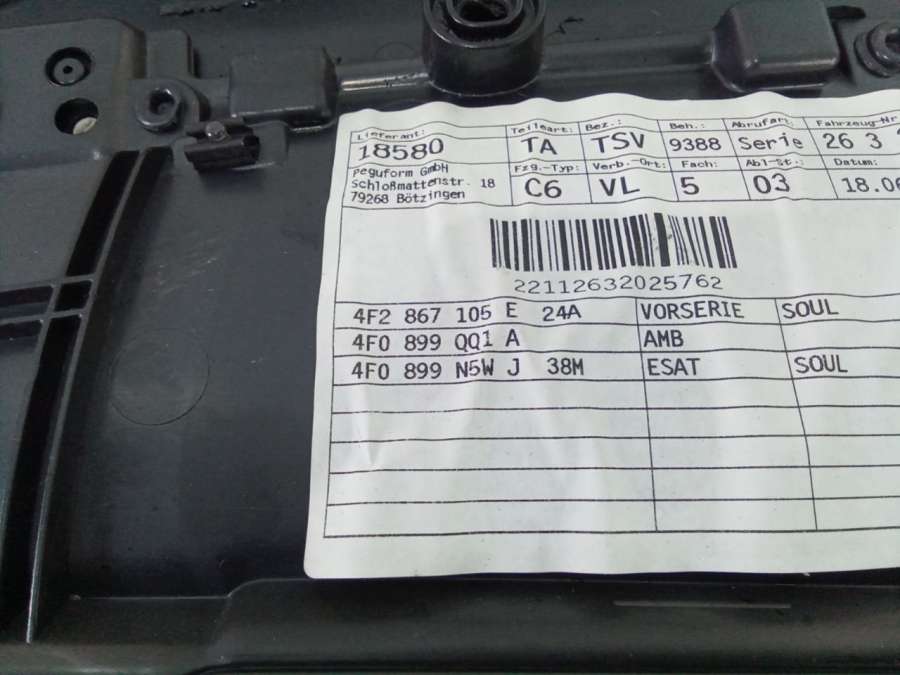 Lieferant: Teileart: Bez.: Beh.: Abrufart: Fahrzeug-Nr
18580 TA TSV 9388 Serie 26 3
Peguform GmbH Fzg.-Typ: Verb.-Ort: Fach: Abl-St.: Datum:
Schloßmattenstr. 18 C6 VL 5 03 18.06
79268 Bötzingen
22112632025762
4F2 867 105 E 24A VORSERIE SOUL
4F0 899 QQ1 A AMB
4F0 899 N5W J 38M ESAT SOUL